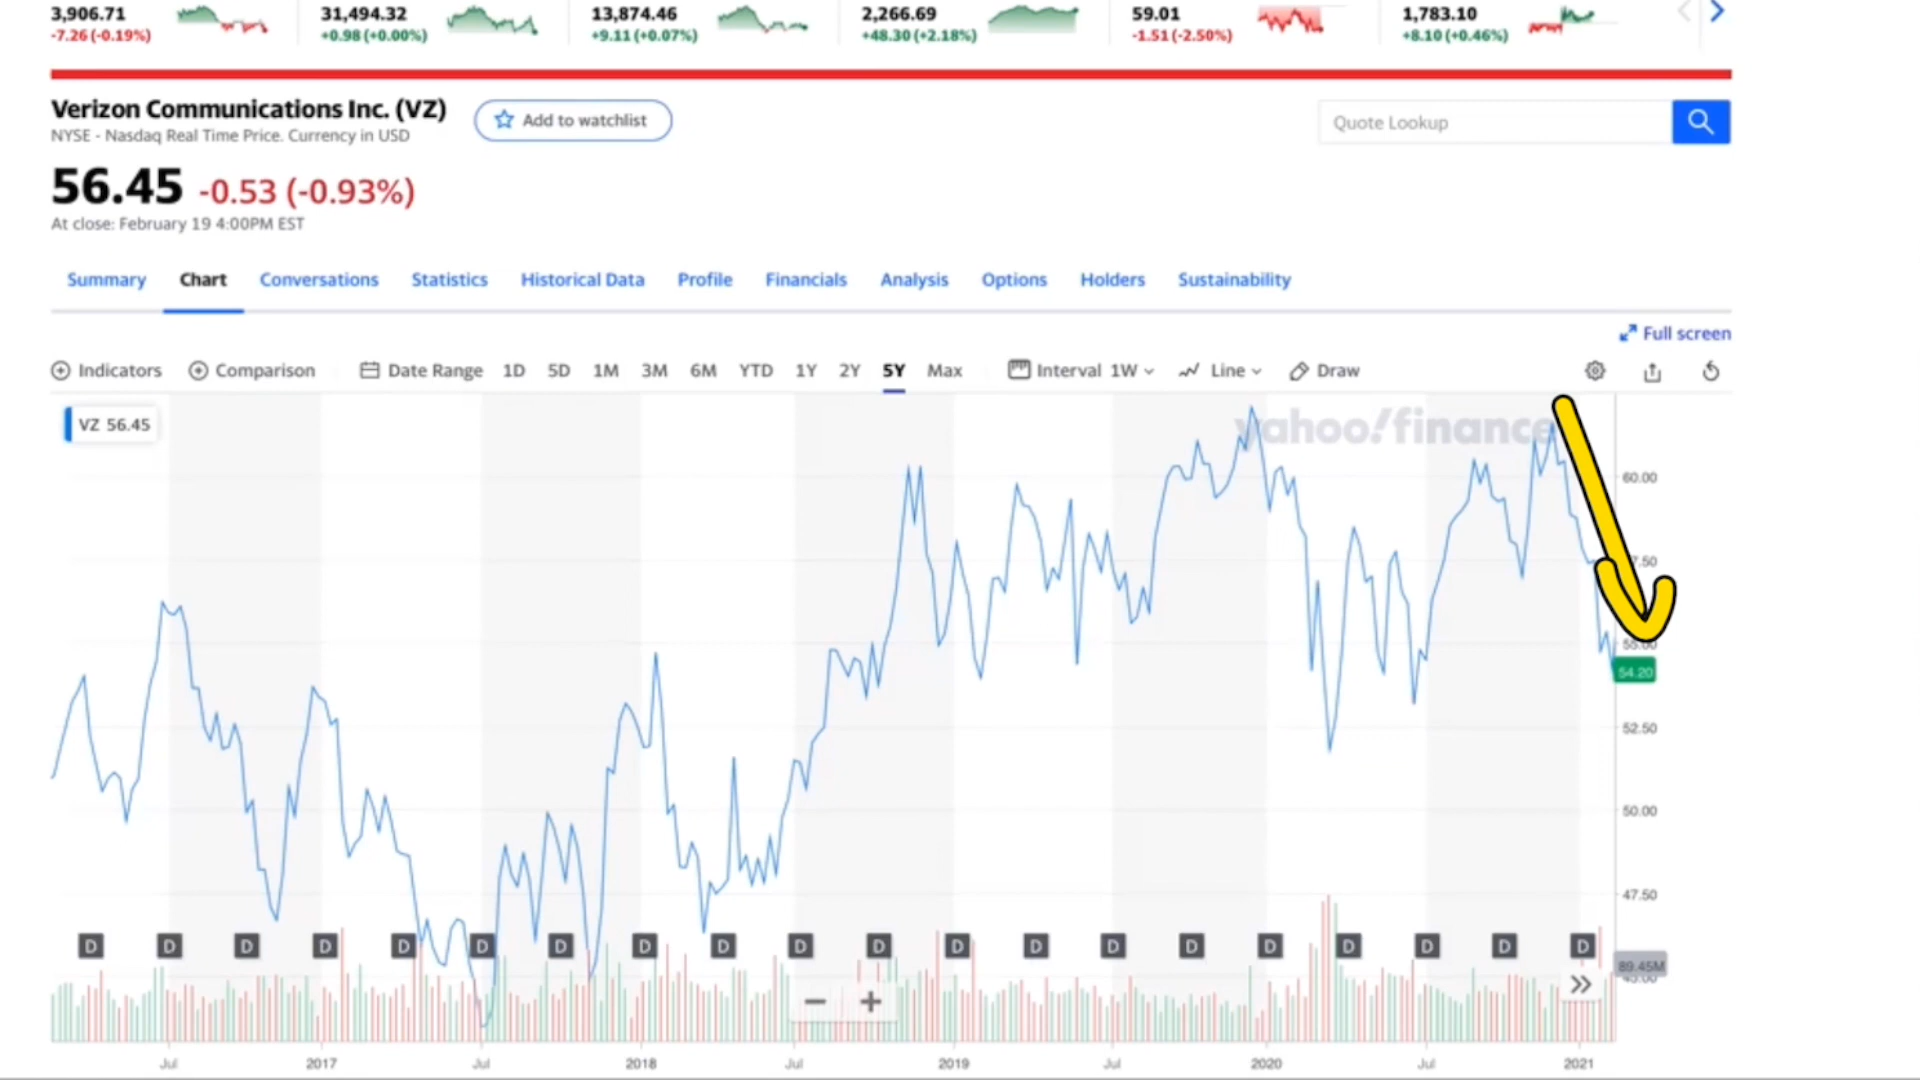 3,906.71 31,494.32 13,874.46 2,266.69 59.01 1,783.10
-7.26 (-0.19%) +0.98 (+0.00%) +9.11 (+0.07%) +48.30 (+2.18%) -1.51 (-2.50%) +8.10 (+0.46%)
Verizon Communications Inc. (VZ) Add to watchlist
NYSE - Nasdaq Real Time Price. Currency in USD
Quote Lookup
56.45 -0.53 (-0.93%)
At close: February 19 4:00PM EST
Summary Chart Conversations Statistics Historical Data Profile Financials Analysis Options Holders Sustainability
Full screen
Indicators Comparison Date Range 1D 5D 1M 3M 6M YTD 1Y 2Y 5Y Max Interval 1W Line Draw
VZ 56.45
yahoo!finance
60.00
55.00
54.20
52.50
50.00
47.50
D D D D D D D D D D D D D D D D D D D D
89.45M
Jul 2017 Jul 2018 Jul 2019 Jul 2020 Jul 2021